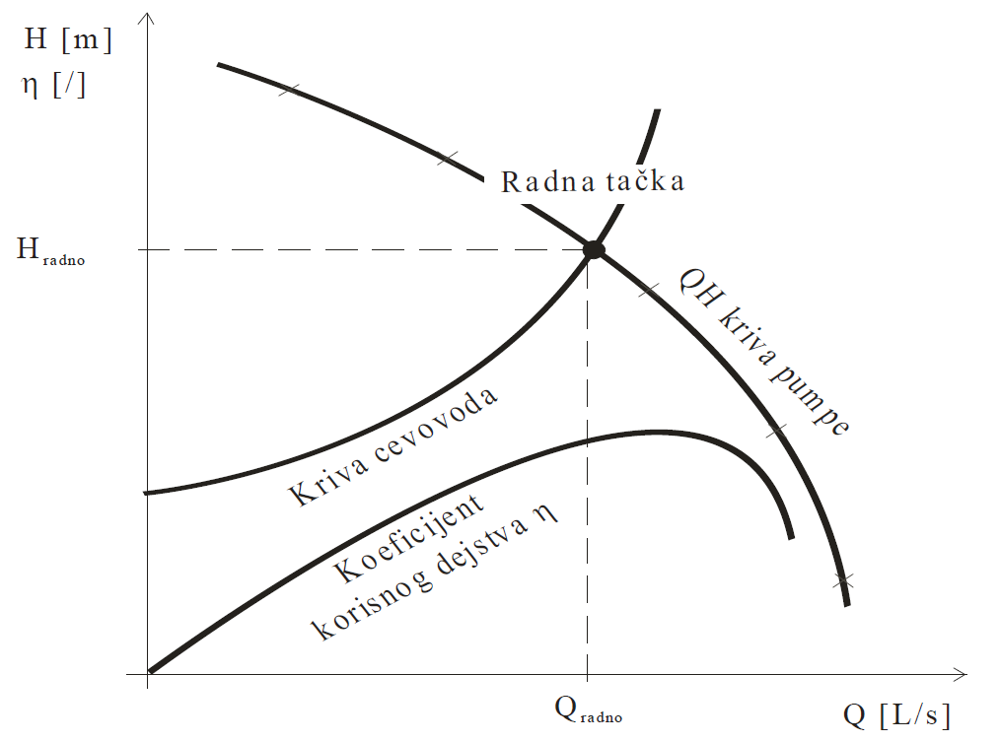 H [m]
η [/]
Radna tačka
H radno
QH kriva pumpe
Kriva cevovoda
Koeficijent
korisnog dejstva η
Q radno
Q [L/s]